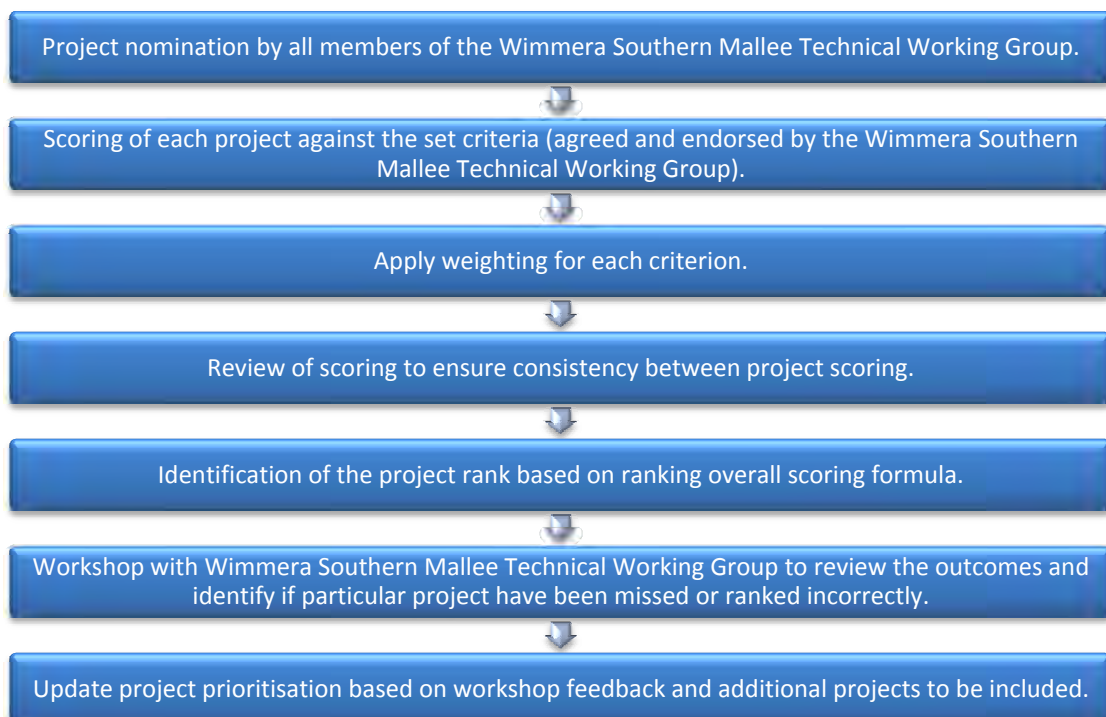 Project nomination by all members of the Wimmera Southern Mallee Technical Working Group.
Scoring of each project against the set criteria (agreed and endorsed by the Wimmera Southern
Mallee Technical Working Group).
Apply weighting for each criterion.
Review of scoring to ensure consistency between project scoring.
Identification of the project rank based on ranking overall scoring formula.
Workshop with Wimmera Southern Mallee Technical Working Group to review the outcomes and
identify if particular project have been missed or ranked incorrectly.
Update project prioritisation based on workshop feedback and additional projects to be included.